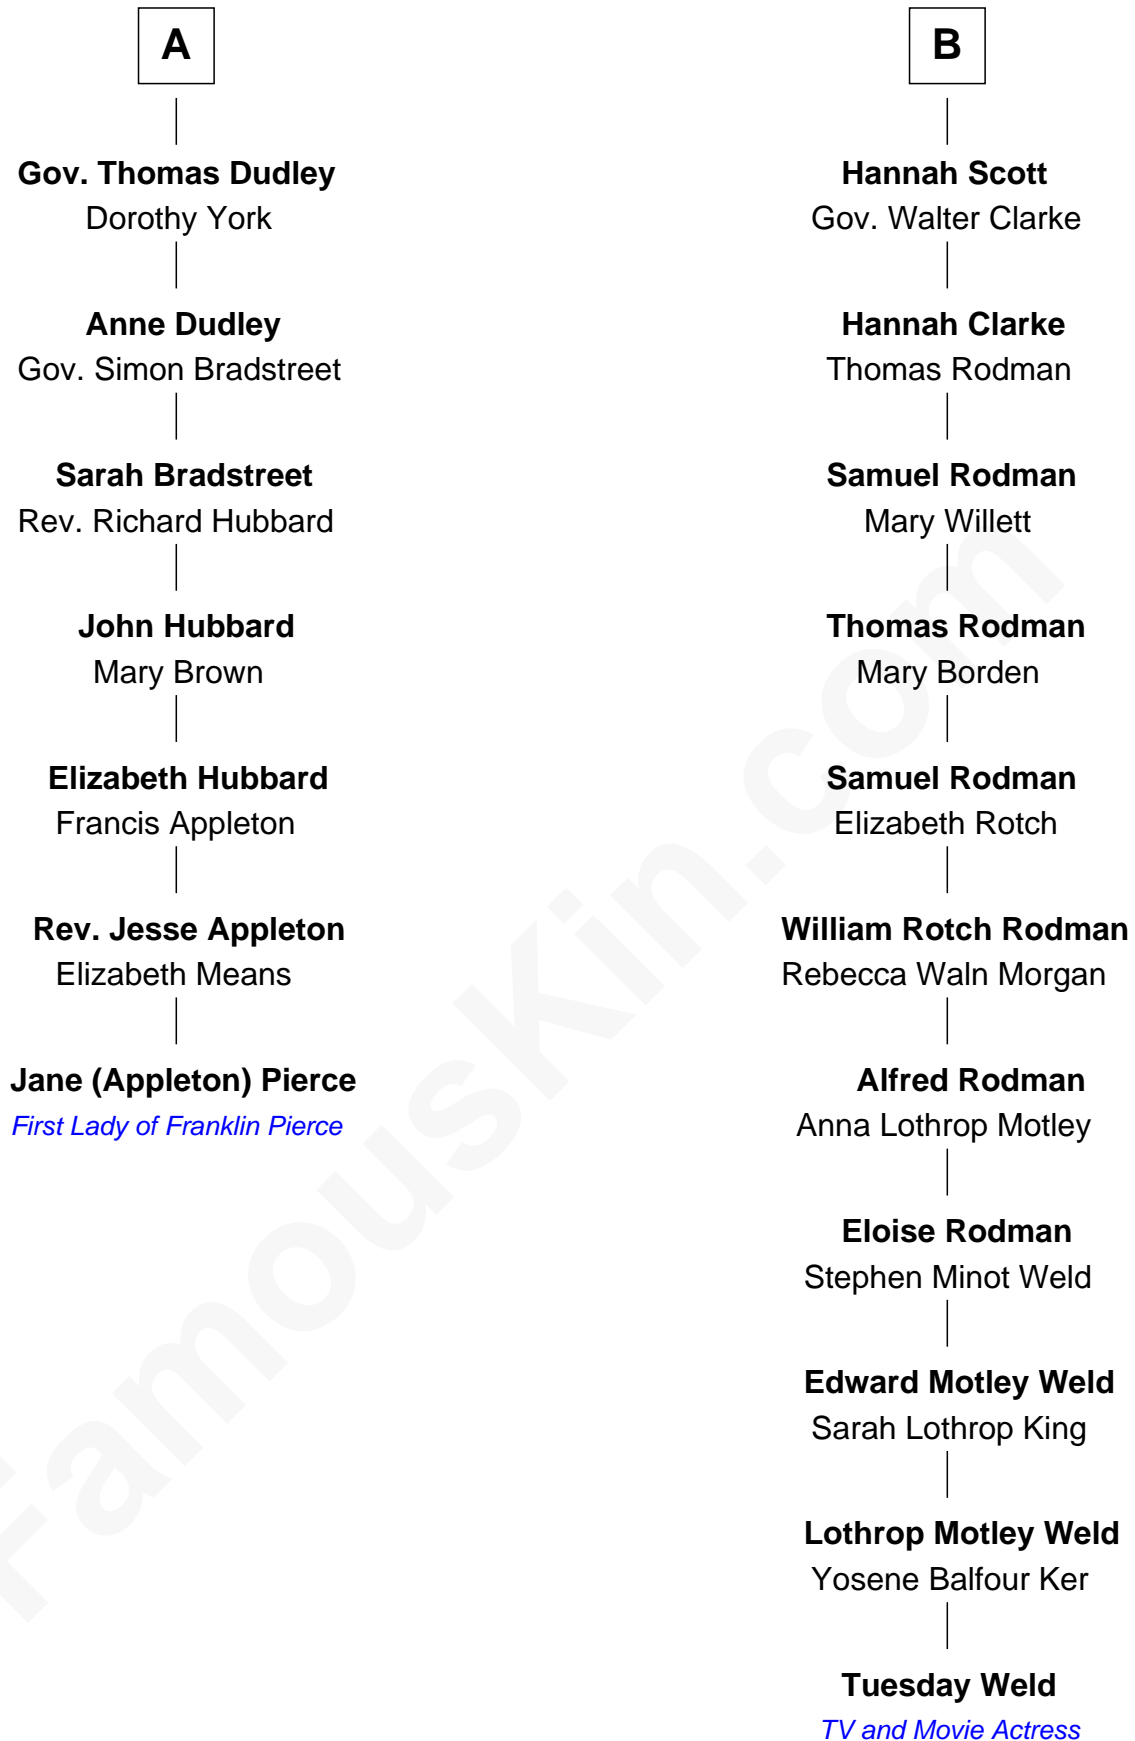 A
Gov. Thomas Dudley
Dorothy York
Anne Dudley
Gov. Simon Bradstreet
Sarah Bradstreet
Rev. Richard Hubbard
John Hubbard
Mary Brown
Elizabeth Hubbard
Francis Appleton
Rev. Jesse Appleton
Elizabeth Means
Jane (Appleton) Pierce
First Lady of Franklin Pierce
B
Hannah Scott
Gov. Walter Clarke
Hannah Clarke
Thomas Rodman
Samuel Rodman
Mary Willett
Thomas Rodman
Mary Borden
Samuel Rodman
Elizabeth Rotch
William Rotch Rodman
Rebecca Waln Morgan
Alfred Rodman
Anna Lothrop Motley
Eloise Rodman
Stephen Minot Weld
Edward Motley Weld
Sarah Lothrop King
Lothrop Motley Weld
Yosene Balfour Ker
Tuesday Weld
TV and Movie Actress
FamousKin.com